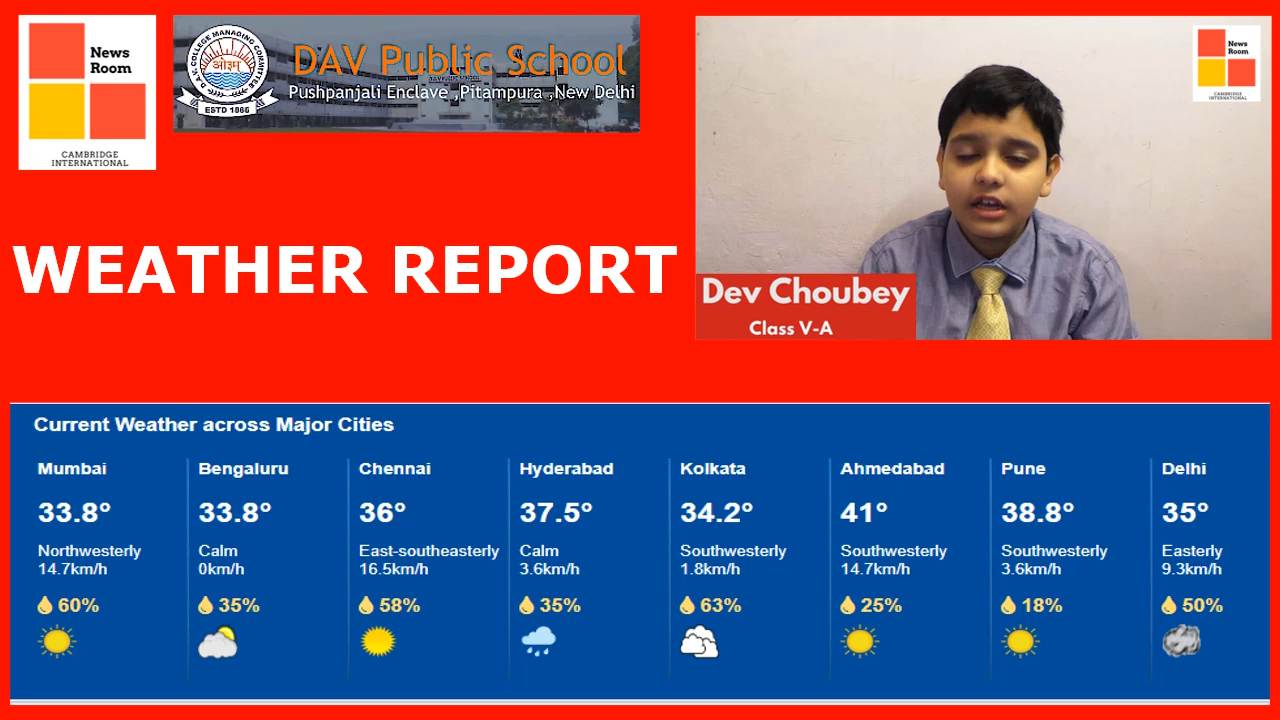 News
Room
CAMBRIDGE
INTERNATIONAL
D.A.V. COLLEGE MANAGING COMMITTEE
ओ३म्
ESTD 1886
DAV Public School
Pushpanjali Enclave ,Pitampura ,New Delhi
News
Room
CAMBRIDGE
INTERNATIONAL
WEATHER REPORT
Dev Choubey
Class V-A
Current Weather across Major Cities
Mumbai
33.8°
Northwesterly
14.7km/h
60%
Bengaluru
33.8°
Calm
0km/h
35%
Chennai
36°
East-southeasterly
16.5km/h
58%
Hyderabad
37.5°
Calm
3.6km/h
35%
Kolkata
34.2°
Southwesterly
1.8km/h
63%
Ahmedabad
41°
Southwesterly
14.7km/h
25%
Pune
38.8°
Southwesterly
3.6km/h
18%
Delhi
35°
Easterly
9.3km/h
50%